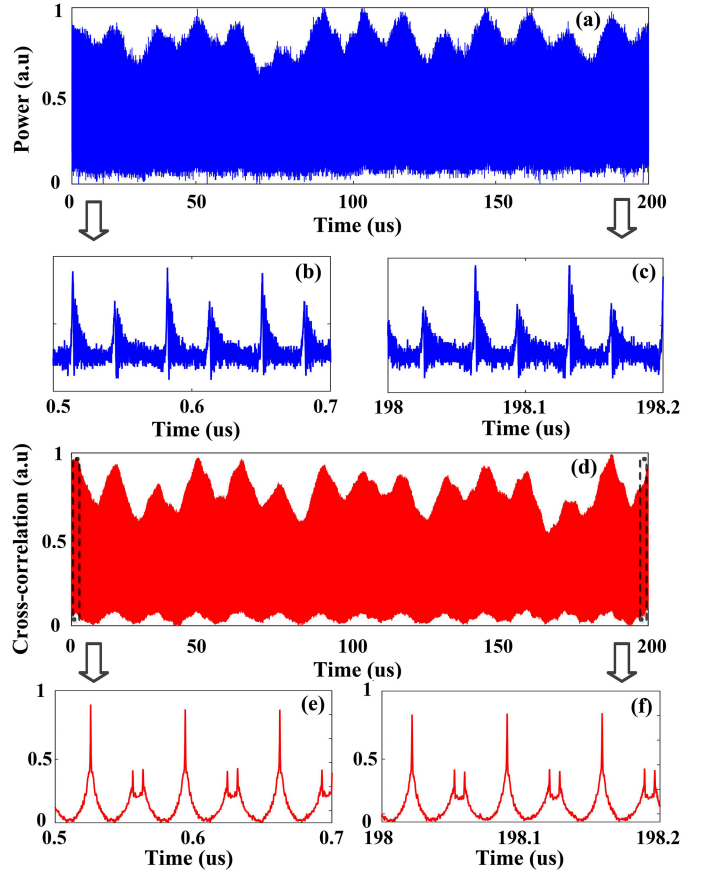 1
(a)
Power (a.u)
0.5
0
0 50 100 150 200
Time (us)
(b)
(c)
0.5 0.6 0.7
198 198.1 198.2
Time (us)
Time (us)
1
(d)
Cross-correlation (a.u)
0.5
0
0 50 100 150 200
Time (us)
1
(e)
0.5
0
0.5 0.6 0.7
Time (us)
1
(f)
0.5
0
198 198.1 198.2
Time (us)